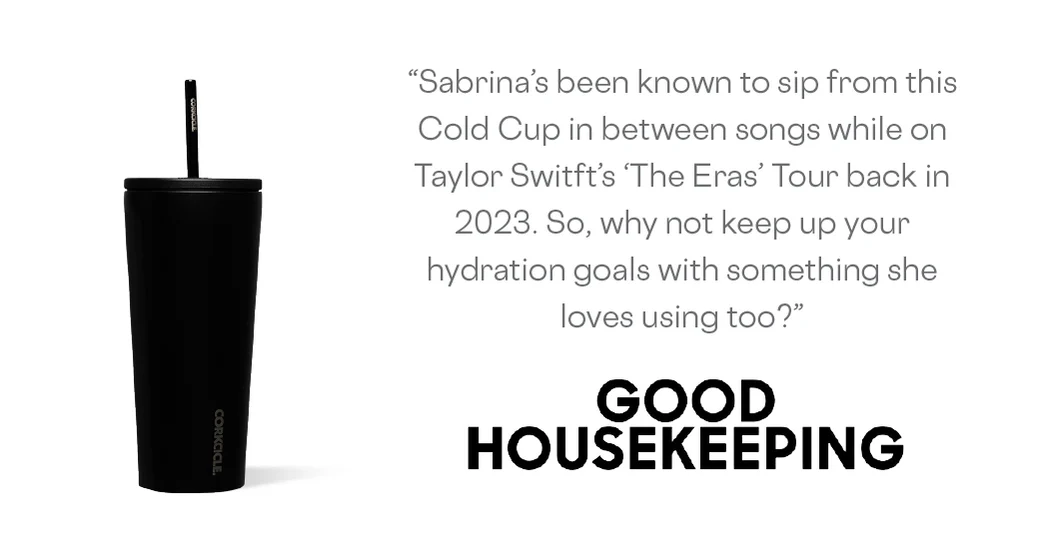 CORKCICLE
CORKCICLE.
“Sabrina’s been known to sip from this
Cold Cup in between songs while on
Taylor Switft’s ‘The Eras’ Tour back in
2023. So, why not keep up your
hydration goals with something she
loves using too?”
GOOD
HOUSEKEEPING